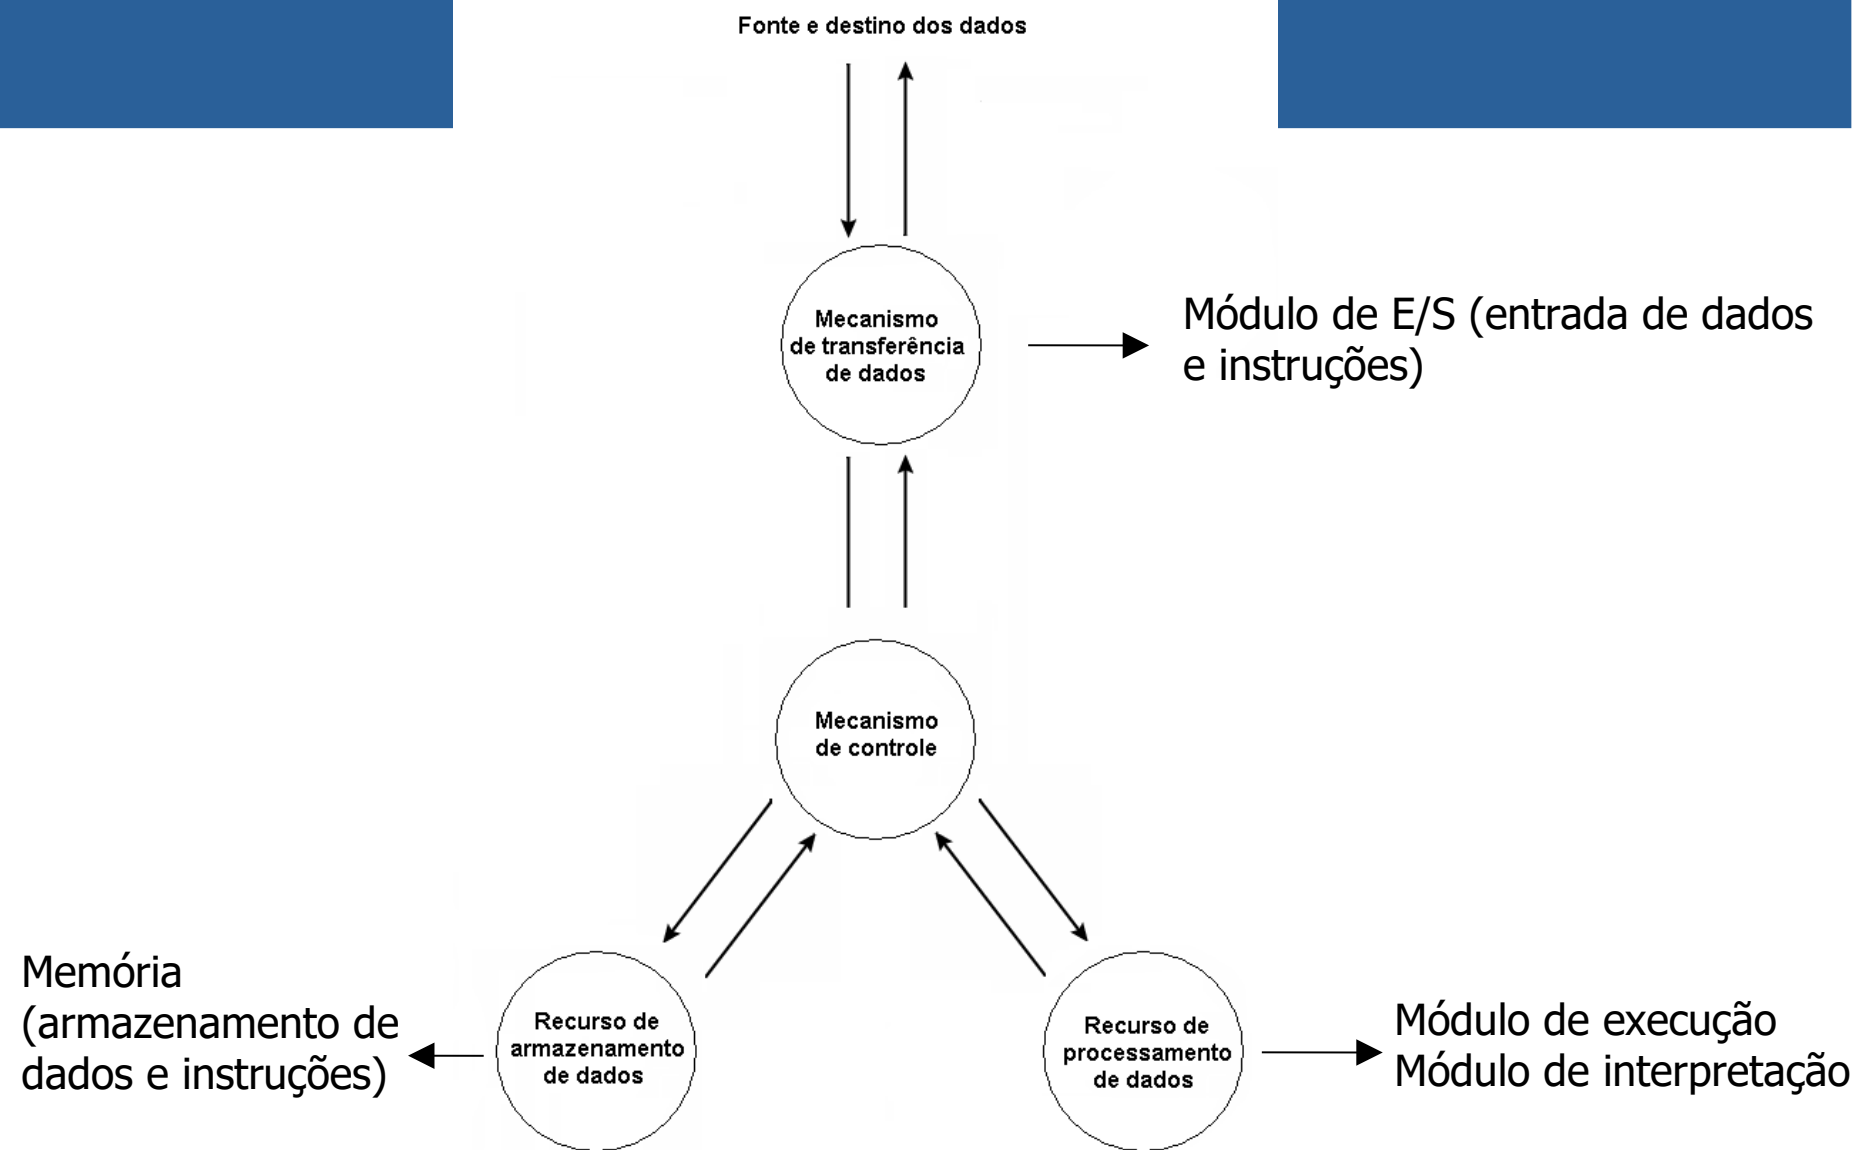 Fonte e destino dos dados
Mecanismo
de transferência
de dados
Módulo de E/S (entrada de dados
e instruções)
Mecanismo
de controle
Memória
(armazenamento de
dados e instruções)
Recurso de
armazenamento
de dados
Recurso de
processamento
de dados
Módulo de execução
Módulo de interpretação